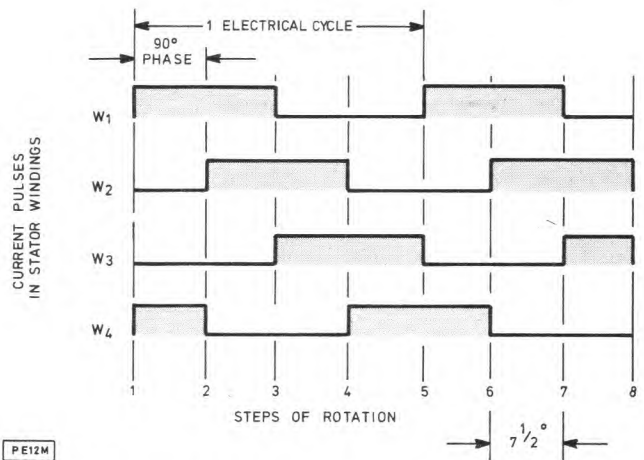 1 ELECTRICAL CYCLE
90°
PHASE
CURRENT PULSES
IN STATOR WINDINGS
W1
W2
W3
W4
1 2 3 4 5 6 7 8
STEPS OF ROTATION
7 1/2°
PE12M